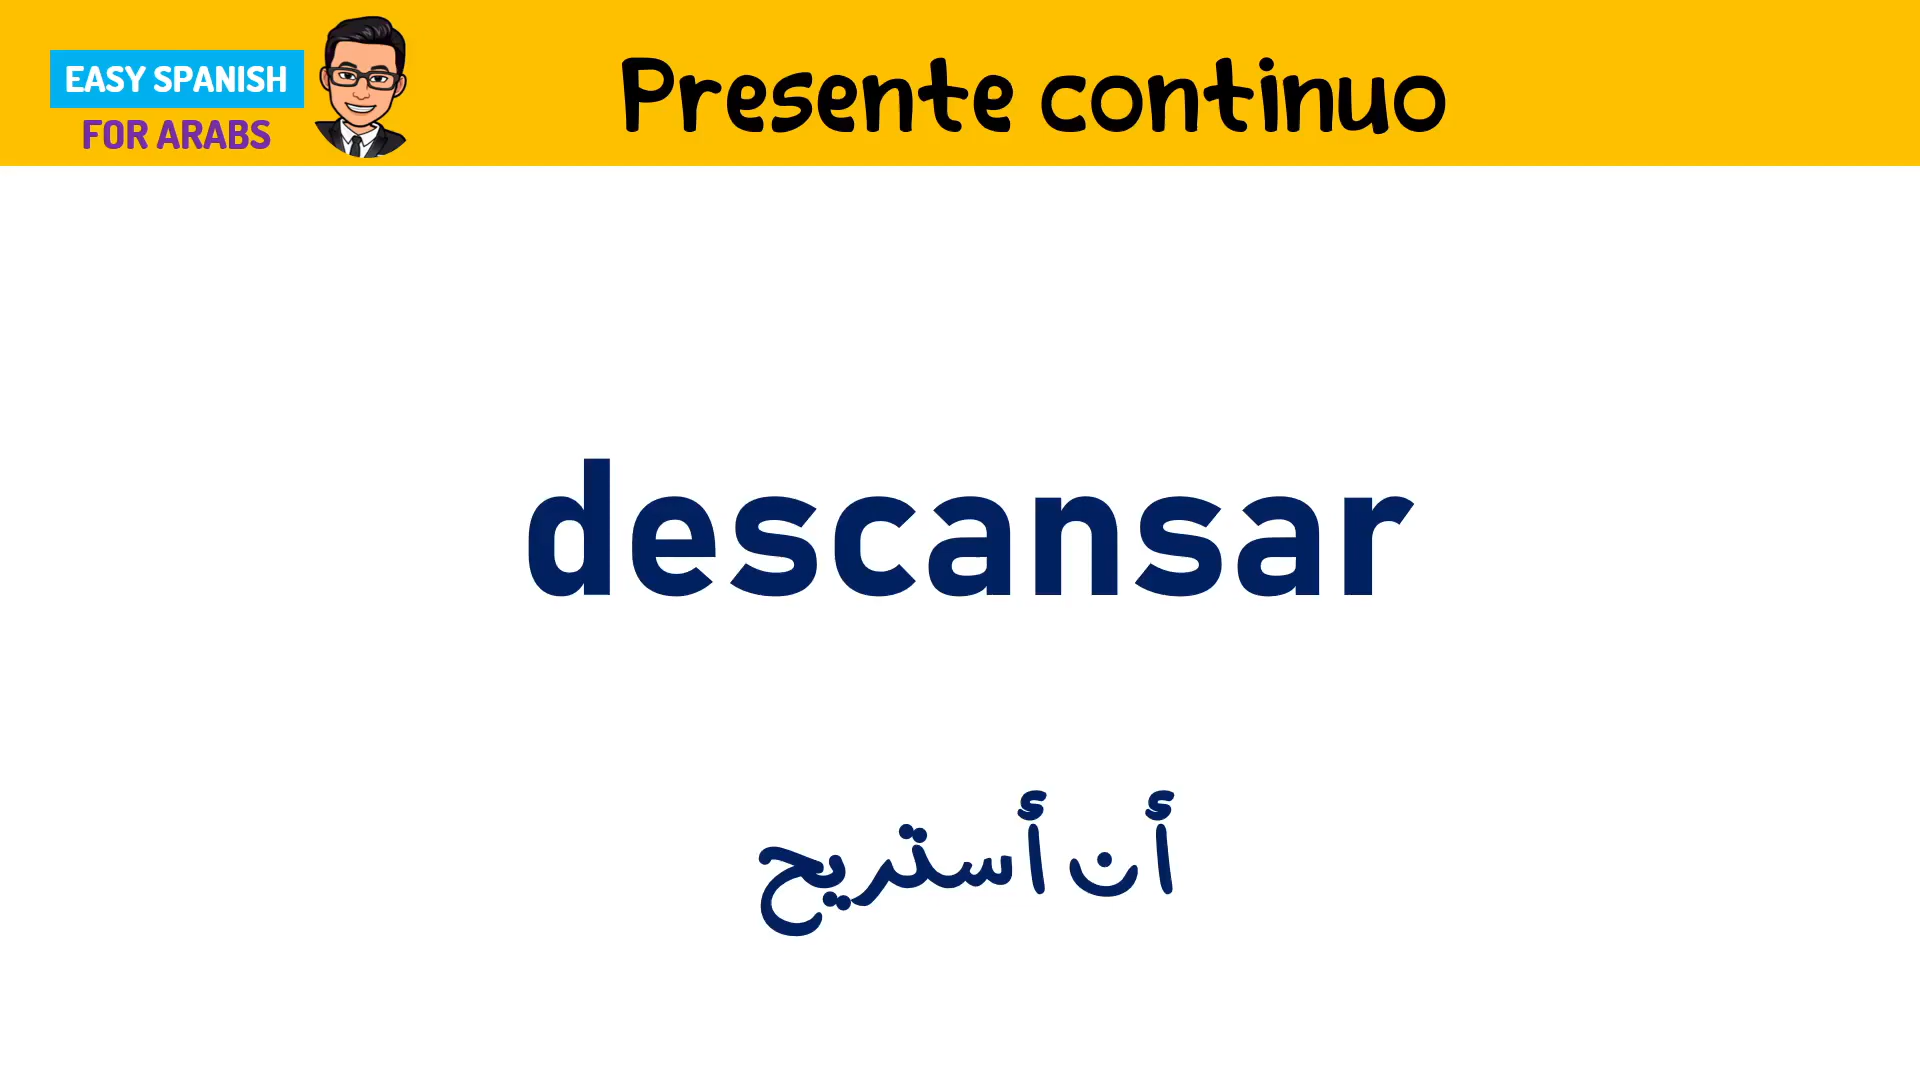 EASY SPANISH
FOR ARABS
Presente continuo
descansar
أن أستريح